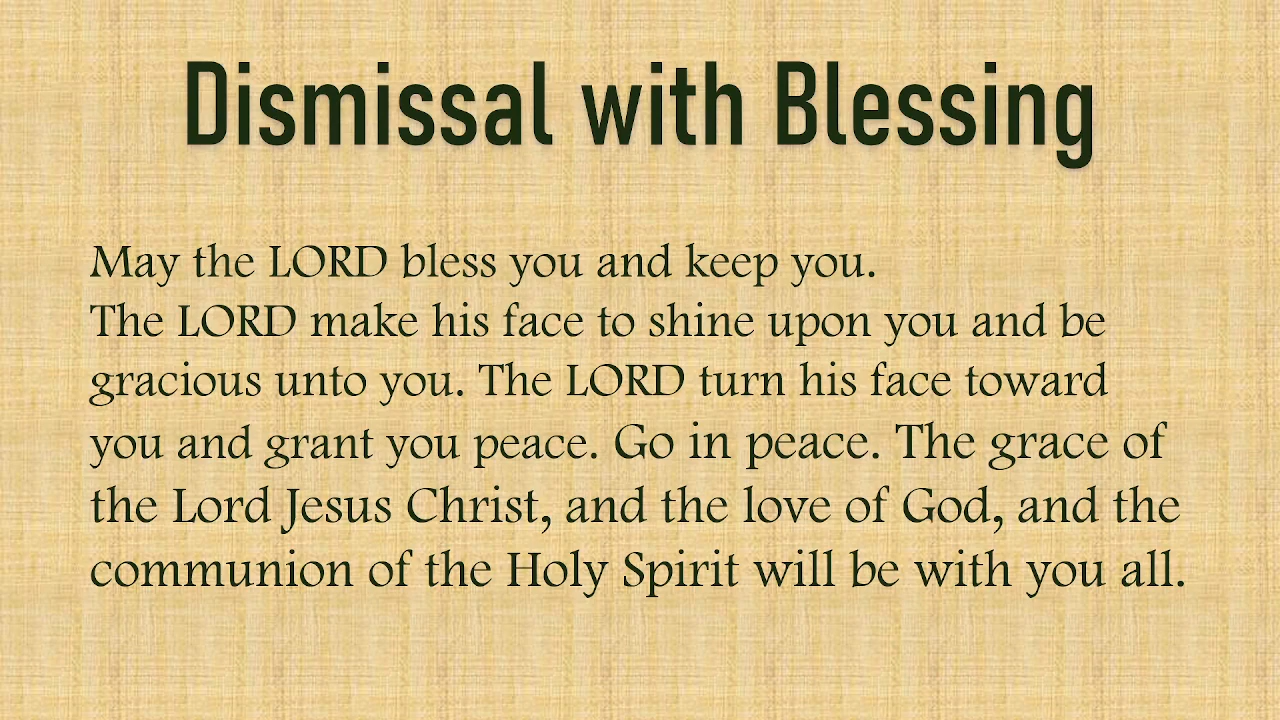 Dismissal with Blessing
May the LORD bless you and keep you.
The LORD make his face to shine upon you and be
gracious unto you. The LORD turn his face toward
you and grant you peace. Go in peace. The grace of
the Lord Jesus Christ, and the love of God, and the
communion of the Holy Spirit will be with you all.